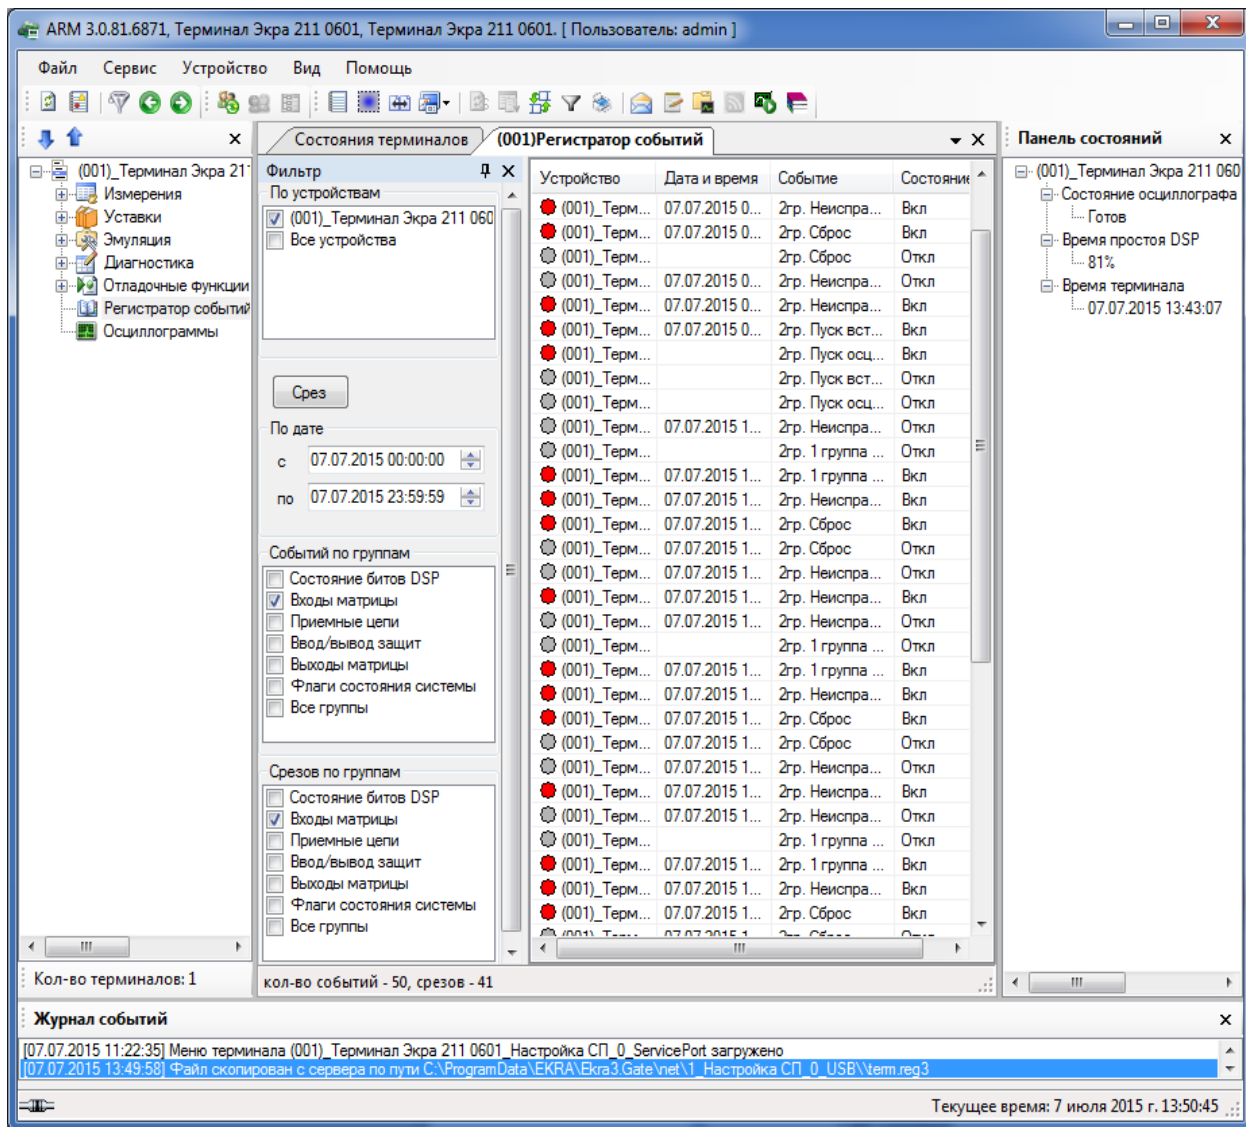 ARM 3.0.81.6871, Терминал Экра 211 0601, Терминал Экра 211 0601. [ Пользователь: admin ]
Файл Сервис Устройство Вид Помощь
Состояния терминалов (001)Регистратор событий
Панель состояний
(001)_Терминал Экра 21
Измерения
Уставки
Эмуляция
Диагностика
Отладочные функции
Регистратор событий
Осциллограммы
Кол-во терминалов: 1
Фильтр
По устройствам
(001)_Терминал Экра 211 060
Все устройства
Срез
По дате
с 07.07.2015 00:00:00
по 07.07.2015 23:59:59
Событий по группам
Состояние битов DSP
Входы матрицы
Приемные цепи
Ввод/вывод защит
Выходы матрицы
Флаги состояния системы
Все группы
Срезов по группам
Состояние битов DSP
Входы матрицы
Приемные цепи
Ввод/вывод защит
Выходы матрицы
Флаги состояния системы
Все группы
Устройство Дата и время Событие Состояние
(001)_Терм... 07.07.2015 0... 2гр. Неиспра... Вкл
(001)_Терм... 07.07.2015 0... 2гр. Сброс Вкл
(001)_Терм... 2гр. Сброс Откл
(001)_Терм... 07.07.2015 0... 2гр. Неиспра... Откл
(001)_Терм... 07.07.2015 0... 2гр. Неиспра... Вкл
(001)_Терм... 07.07.2015 0... 2гр. Пуск вст... Вкл
(001)_Терм... 2гр. Пуск осц... Вкл
(001)_Терм... 2гр. Пуск вст... Откл
(001)_Терм... 2гр. Пуск осц... Откл
(001)_Терм... 07.07.2015 1... 2гр. Неиспра... Откл
(001)_Терм... 2гр. 1 группа ... Откл
(001)_Терм... 07.07.2015 1... 2гр. 1 группа ... Вкл
(001)_Терм... 07.07.2015 1... 2гр. Неиспра... Вкл
(001)_Терм... 07.07.2015 1... 2гр. Сброс Вкл
(001)_Терм... 07.07.2015 1... 2гр. Сброс Откл
(001)_Терм... 07.07.2015 1... 2гр. Неиспра... Откл
(001)_Терм... 07.07.2015 1... 2гр. Неиспра... Вкл
(001)_Терм... 07.07.2015 1... 2гр. Неиспра... Откл
(001)_Терм... 2гр. 1 группа ... Откл
(001)_Терм... 07.07.2015 1... 2гр. 1 группа ... Вкл
(001)_Терм... 07.07.2015 1... 2гр. Неиспра... Вкл
(001)_Терм... 07.07.2015 1... 2гр. Сброс Вкл
(001)_Терм... 07.07.2015 1... 2гр. Сброс Откл
(001)_Терм... 07.07.2015 1... 2гр. Неиспра... Откл
(001)_Терм... 07.07.2015 1... 2гр. Неиспра... Вкл
(001)_Терм... 07.07.2015 1... 2гр. Неиспра... Откл
(001)_Терм... 2гр. 1 группа ... Откл
(001)_Терм... 07.07.2015 1... 2гр. 1 группа ... Вкл
(001)_Терм... 07.07.2015 1... 2гр. Неиспра... Вкл
(001)_Терм... 07.07.2015 1... 2гр. Сброс Вкл
кол-во событий - 50, срезов - 41
(001)_Терминал Экра 211 060
Состояние осциллографа
Готов
Время простоя DSP
81%
Время терминала
07.07.2015 13:43:07
Журнал событий
[07.07.2015 11:22:35] Меню терминала (001)_Терминал Экра 211 0601_Настройка СП_0_ServicePort загружено
[07.07.2015 13:49:58] Файл скопирован с сервера по пути C:\ProgramData\EKRA\Ekra3.Gate\net\1_Настройка СП_0_USB\\term.reg3
Текущее время: 7 июля 2015 г. 13:50:45